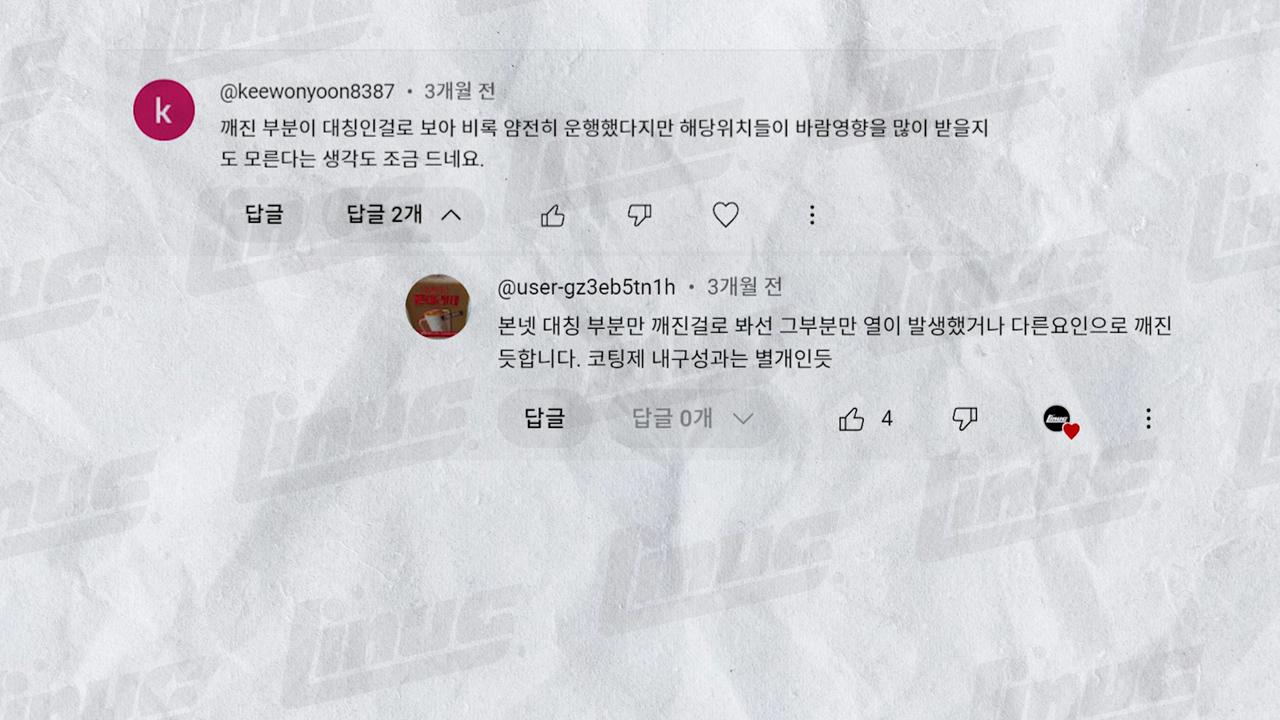 @keewonyoon8387 • 3개월 전
k
깨진 부분이 대칭인걸로 보아 비록 얌전히 운행했다지만 해당위치들이 바람영향을 많이 받을지
도 모른다는 생각도 조금 드네요.
답글 답글 2개
@user-gz3eb5tn1h • 3개월 전
본넷 대칭 부분만 깨진걸로 봐선 그부분만 열이 발생했거나 다른요인으로 깨진
듯합니다. 코팅제 내구성과는 별개인듯
답글 답글 0개 4